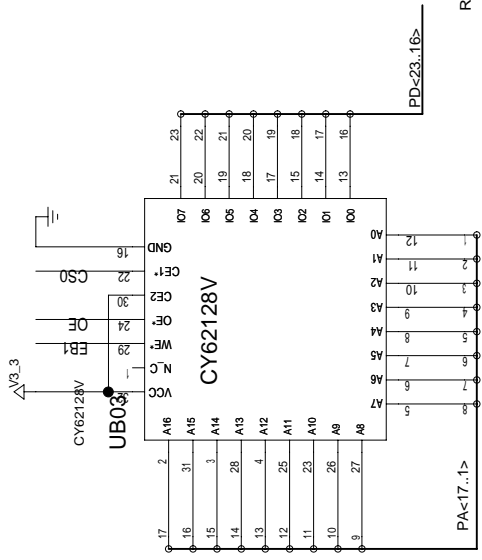 V3_3
CY62128V
UB03
CY62128V
PD<23..16>
PA<17..1>
R
EB1
OE
CS0
VCC
N_C 1
WE* 29
OE* 24
CE2 30
CE1* 22
GND 16
17 2 A16
16 31 A15
15 3 A14
14 28 A13
13 4 A12
12 25 A11
11 23 A10
10 26 A9
9 27 A8
IO7 21 23
IO6 20 22
IO5 19 21
IO4 18 20
IO3 17 19
IO2 15 18
IO1 14 17
IO0 13 16
A7 5 8
A6 6 7
A5 7 6
A4 8 5
A3 9 4
A2 10 3
A1 11 2
A0 12 1